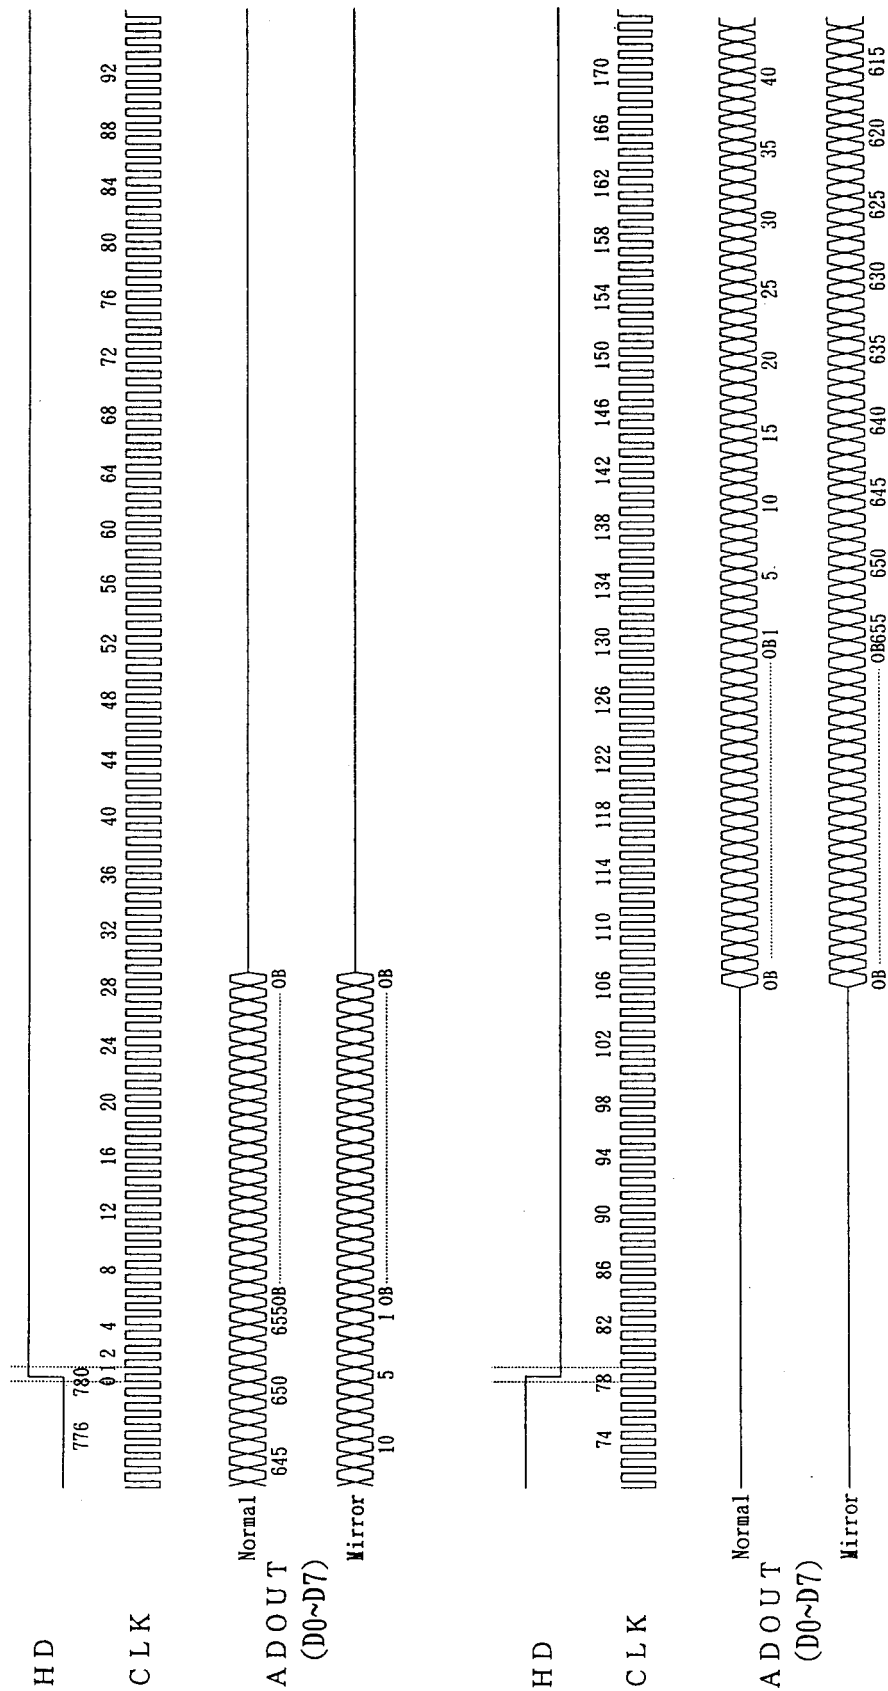 HD
776 780
0 1 2 4 8 12 16 20 24 28 32 36 40 44 48 52 56 60 64 68 72 76 80 84 88 92
CLK
Normal
645 650 655OB OB
ADOUT
(D0~D7)
Mirror
10 5 1 OB OB
HD
74 78 82 86 90 94 98 102 106 110 114 118 122 126 130 134 138 142 146 150 154 158 162 166 170
CLK
Normal
OB OB1 5 10 15 20 25 30 35 40
ADOUT
(D0~D7)
Mirror
OB OB655 650 645 640 635 630 625 620 615